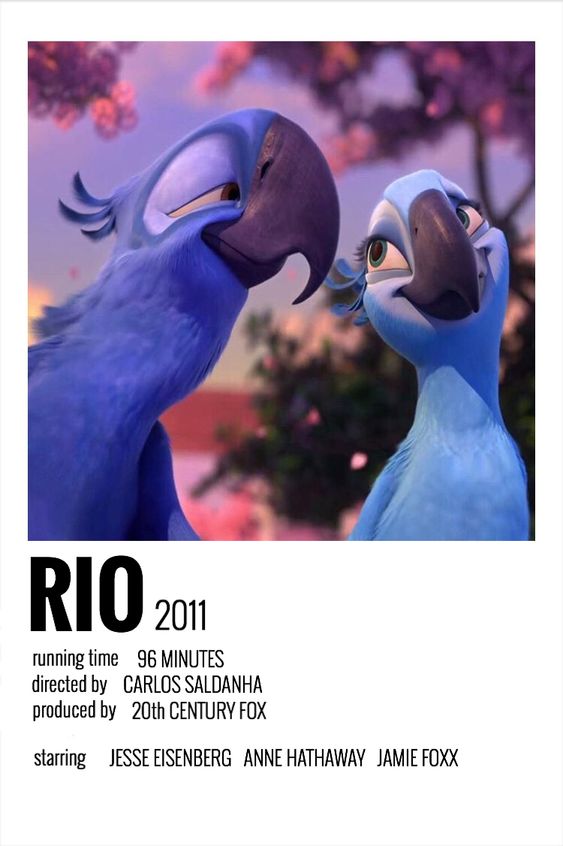 RIO 2011
running time 96 MINUTES
directed by CARLOS SALDANHA
produced by 20th CENTURY FOX
starring JESSE EISENBERG ANNE HATHAWAY JAMIE FOXX